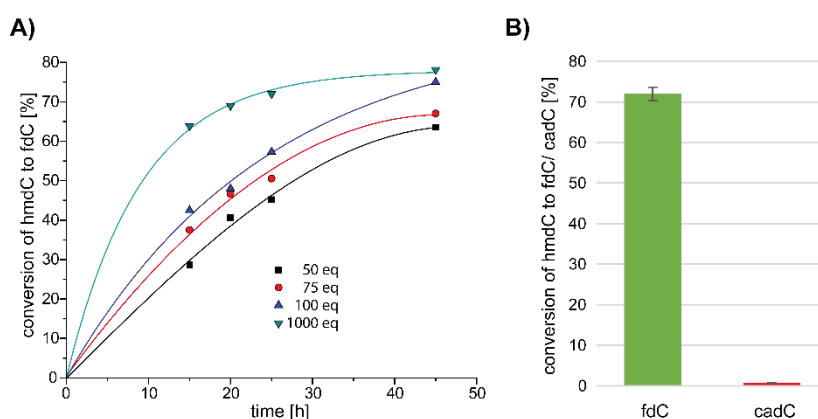 A)
conversion of hmdC to fdC [%]
80
70
60
50
40
30
20
10
0
50 eq
75 eq
100 eq
1000 eq
0
10
20
30
40
50
time [h]
B)
conversion of hmdC to fdC/ cadC [%]
80
70
60
50
40
30
20
10
0
fdC
cadC